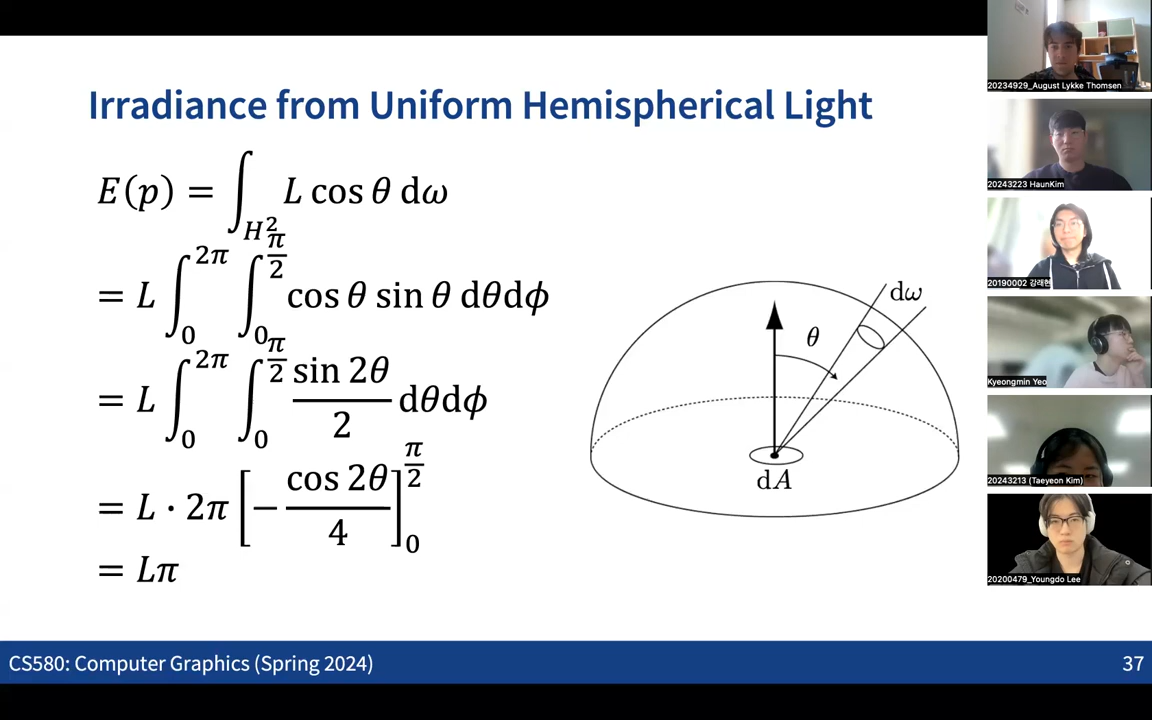 Irradiance from Uniform Hemispherical Light
E(p) = ∫_{H²} L cos θ dω
= L ∫_0^{2π} ∫_0^{π/2} cos θ sin θ dθdϕ
= L ∫_0^{2π} ∫_0^{π/2} sin 2θ / 2 dθdϕ
= L · 2π [− cos 2θ / 4]_0^{π/2}
= Lπ
dω
θ
dA
CS580: Computer Graphics (Spring 2024)
37
20234929_August Lykke Thomsen
20243223 HaunKim
20190002 강래현
Kyeongmin Yeo
20243213 (Taeyeon Kim)
20200479_Youngdo Lee